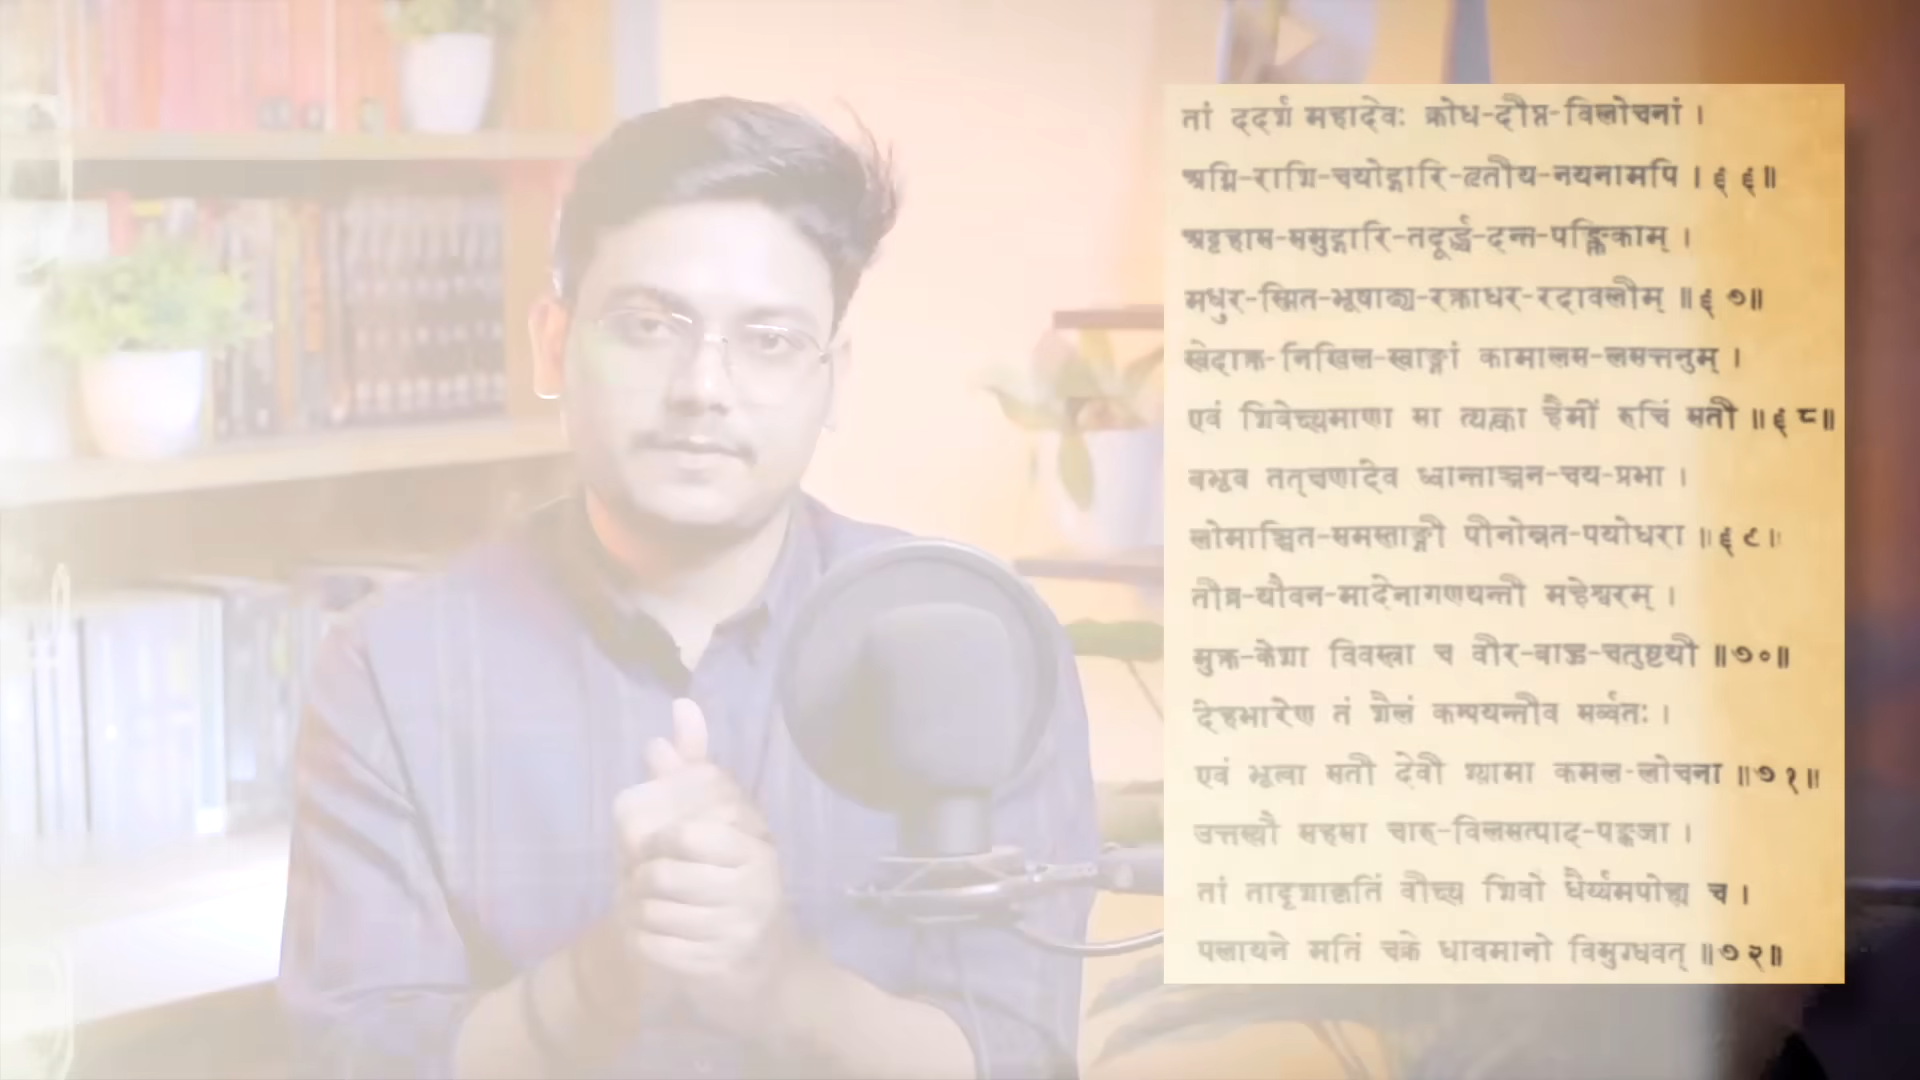 तां ददर्श महादेवः क्रोध-दीप्त-विलोचनां ।
अग्नि-राशि-चयोद्गारि-तृतीय-नयनामपि । ६६॥
अट्टहास-समुद्गारि-तदूर्द्ध्व-दन्त-पङ्क्तिकाम् ।
मधुर-स्मित-भूषाढ्य-रक्ताधर-रदावलीम् ॥६७॥
स्वेदाक्त-निखिल-स्वाङ्गां कामालस-लसत्तनुम् ।
एवं शिवेक्ष्यमाणा सा त्यक्त्वा हैमीं रुचिं सती ॥६८॥
बभूव तत्क्षणादेव ध्वान्ताञ्जन-चय-प्रभा ।
लोमाञ्चित-समस्ताङ्गी पीनोन्नत-पयोधरा ॥६९॥
तीव्र-यौवन-मादेनागणयन्ती महेश्वरम् ।
मुक्त-केशा विवस्त्रा च वीर-बाहु-चतुष्टयी ॥७०॥
देहभारेण तं शैलं कम्पयन्तीव सर्व्वतः ।
एवं भूत्वा सती देवी श्यामा कमल-लोचना ॥७१॥
उत्तस्थौ सहसा चारु-विलसत्पाद-पङ्कजा ।
तां तादृशाकृतिं वीक्ष्य शिवो धैर्य्यमपोह्य च ।
पलायने मतिं चक्रे धावमानो विमुग्धवत् ॥७२॥